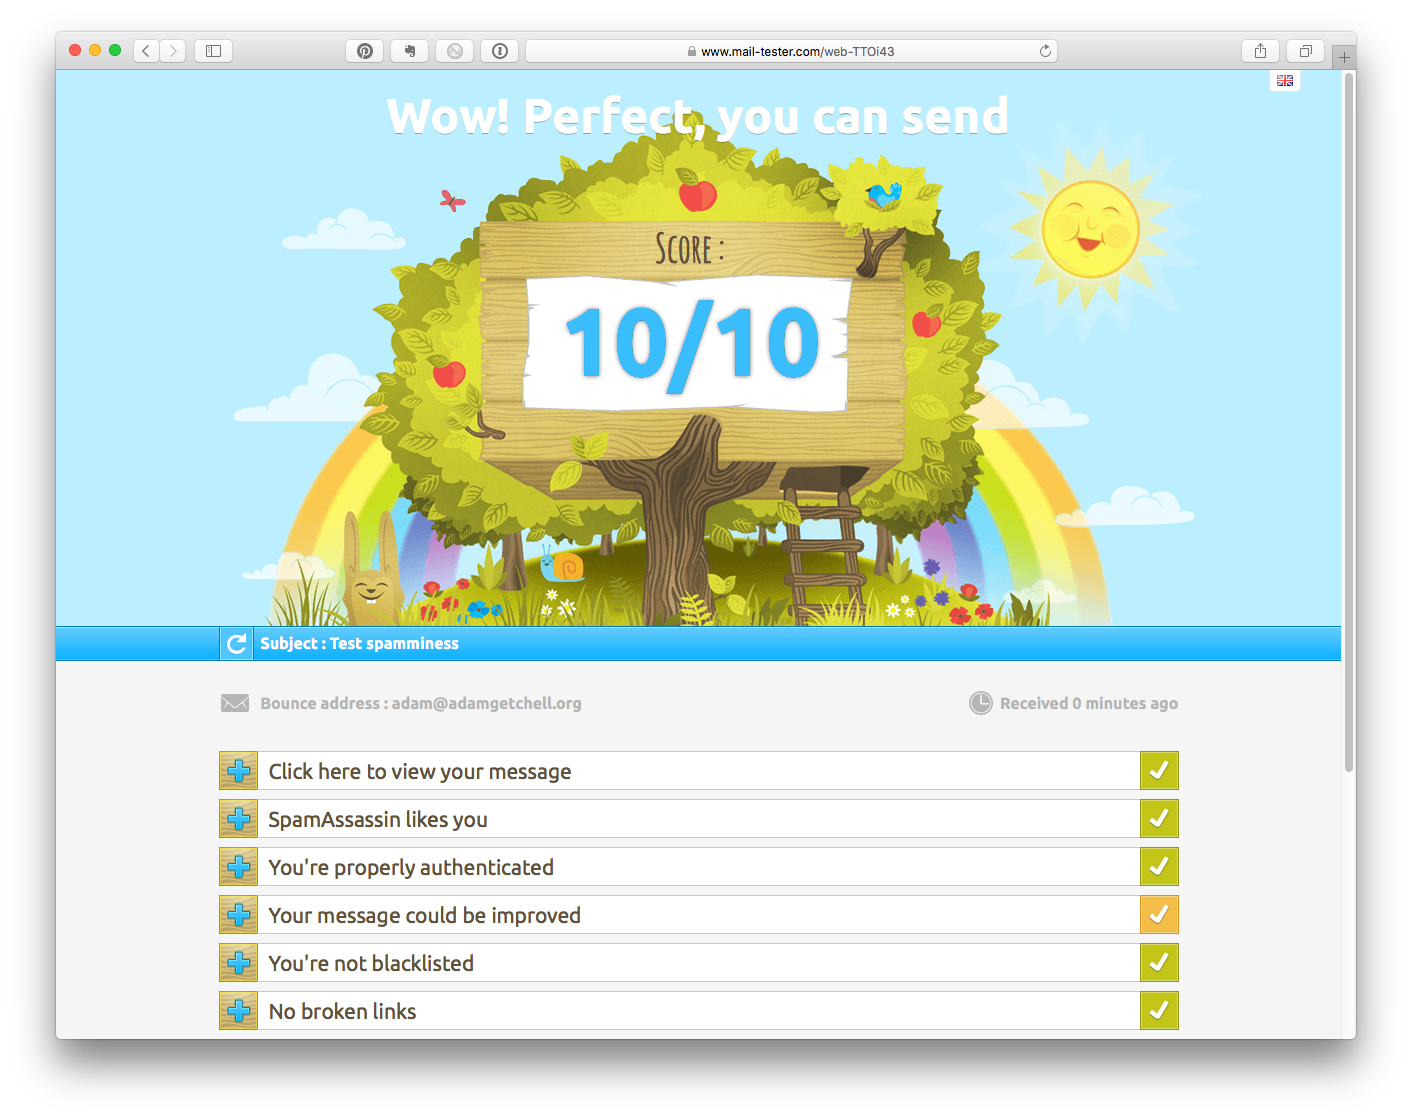 www.mail-tester.com/web-TTOi43
Wow! Perfect, you can send
Score :
10/10
Subject : Test spamminess
Bounce address : adam@adamgetchell.org
Received 0 minutes ago
Click here to view your message
SpamAssassin likes you
You're properly authenticated
Your message could be improved
You're not blacklisted
No broken links